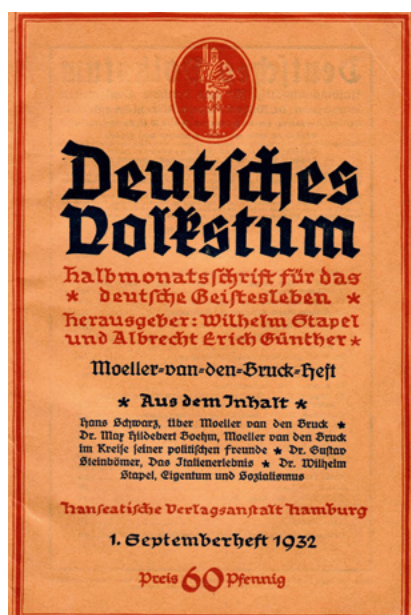 Deutsches
Volkstum
Halbmonatsschrift für das
★ deutsche Geistesleben ★
Herausgeber: Wilhelm Stapel
und Albrecht Erich Günther ★
Moeller-van-den-Bruck-Heft
★ Aus dem Inhalt ★
Hans Schwarz, Über Moeller van den Bruck ★
Dr. Max Hildebert Boehm, Moeller van den Bruck
im Kreise seiner politischen Freunde ★ Dr. Gustav
Steinbömer, Das Italienerlebnis ★ Dr. Wilhelm
Stapel, Eigentum und Sozialismus
Hanseatische Verlagsanstalt Hamburg
1. Septemberheft 1932
Preis 60 Pfennig